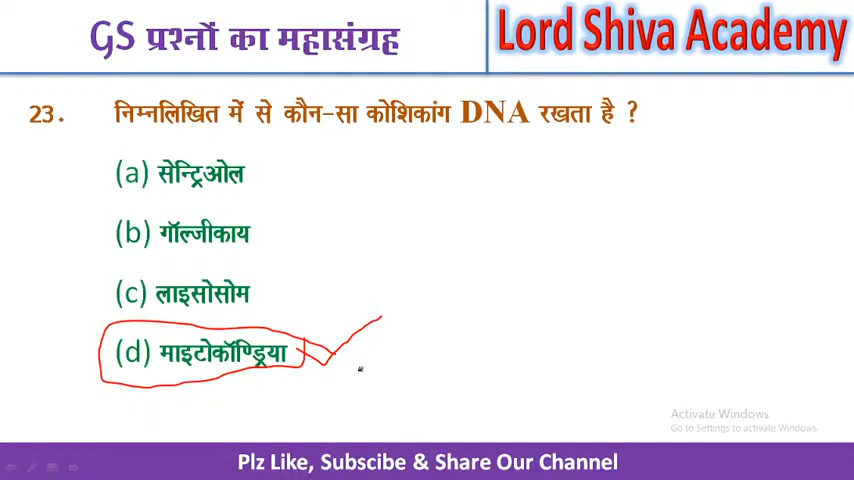 GS प्रश्नों का महासंग्रह
Lord Shiva Academy
23. निम्नलिखित में से कौन-सा कोशिकांग DNA रखता है ?
(a) सेन्ट्रिओल
(b) गॉल्जीकाय
(c) लाइसोसोम
(d) माइटोकॉण्ड्रिया
Activate Windows
Go to Settings to activate Windows.
Plz Like, Subscibe & Share Our Channel